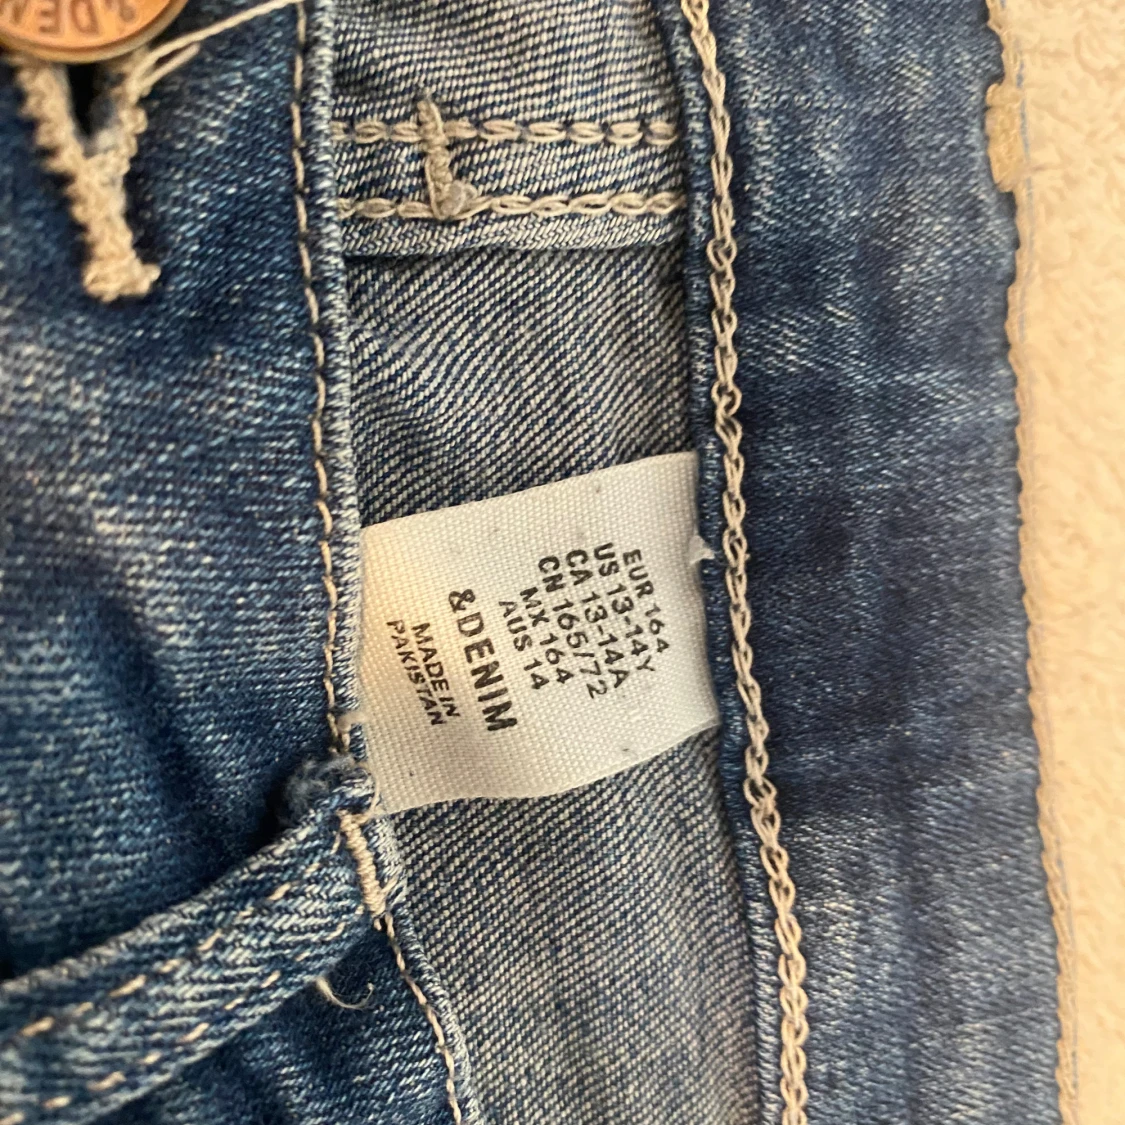 &DEN
EUR 164
US 13-14Y
CA 13-14A
CN 165/72
MX 164
AUS 14
&DENIM
MADE IN
PAKISTAN